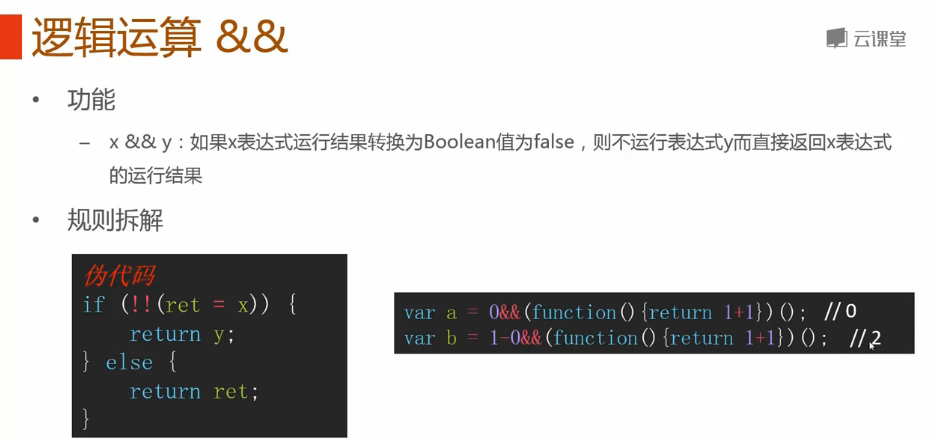 逻辑运算 &&
云课堂
• 功能
– x && y：如果x表达式运行结果转换为Boolean值为false，则不运行表达式y而直接返回x表达式
的运行结果
• 规则拆解
伪代码
if (!!(ret = x)) {
return y;
} else {
return ret;
}
var a = 0&&(function(){return 1+1})(); //0
var b = 1-0&&(function(){return 1+1})(); //2